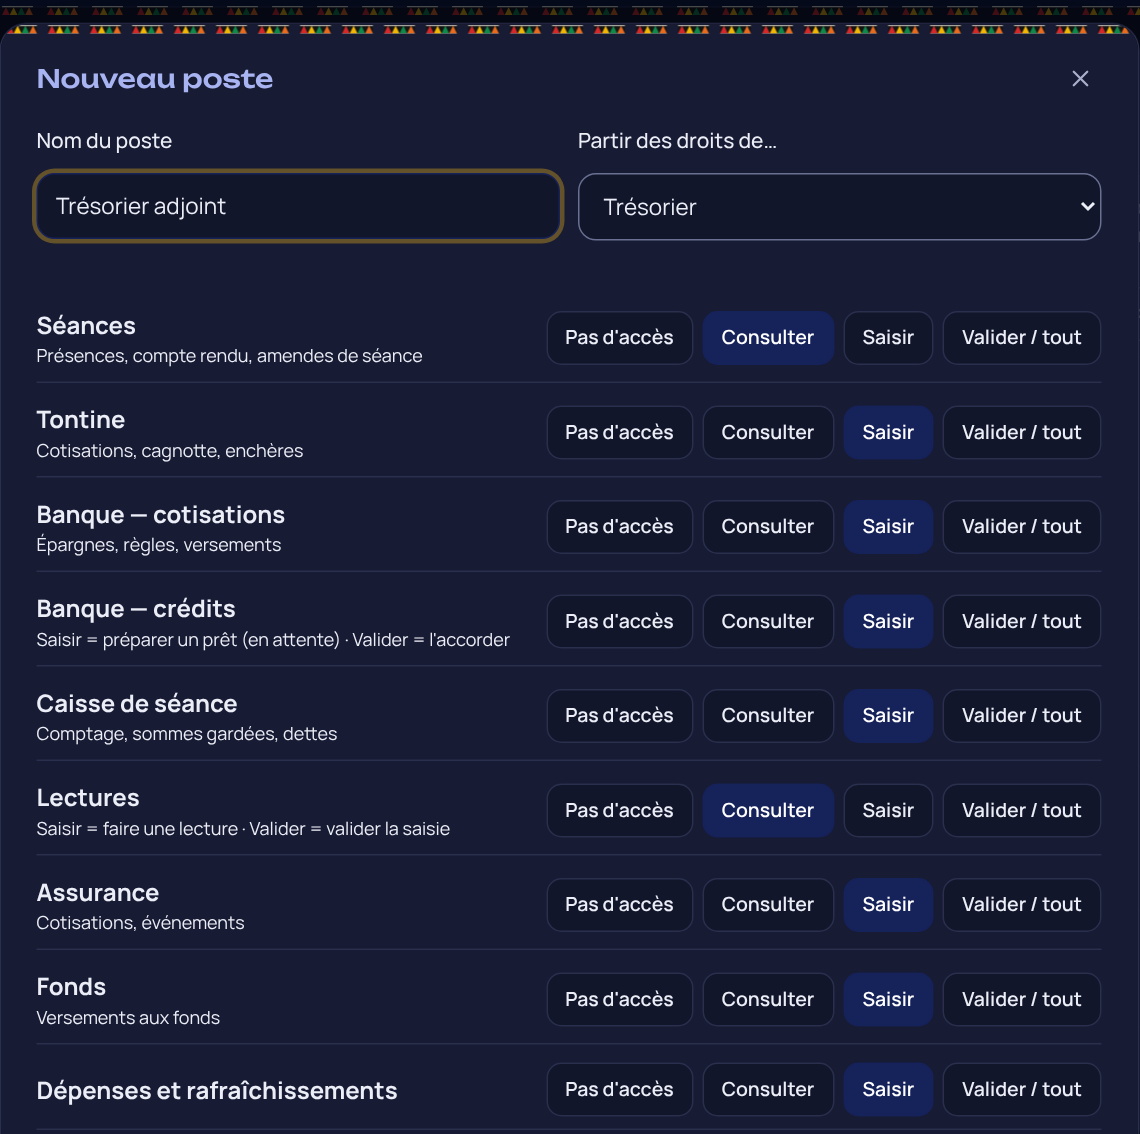 Nouveau poste
Nom du poste
Partir des droits de...
Trésorier adjoint
Trésorier
Séances
Présences, compte rendu, amendes de séance
Pas d'accès Consulter Saisir Valider / tout
Tontine
Cotisations, cagnotte, enchères
Pas d'accès Consulter Saisir Valider / tout
Banque — cotisations
Épargnes, règles, versements
Pas d'accès Consulter Saisir Valider / tout
Banque — crédits
Saisir = préparer un prêt (en attente) · Valider = l'accorder
Pas d'accès Consulter Saisir Valider / tout
Caisse de séance
Comptage, sommes gardées, dettes
Pas d'accès Consulter Saisir Valider / tout
Lectures
Saisir = faire une lecture · Valider = valider la saisie
Pas d'accès Consulter Saisir Valider / tout
Assurance
Cotisations, événements
Pas d'accès Consulter Saisir Valider / tout
Fonds
Versements aux fonds
Pas d'accès Consulter Saisir Valider / tout
Dépenses et rafraîchissements
Pas d'accès Consulter Saisir Valider / tout